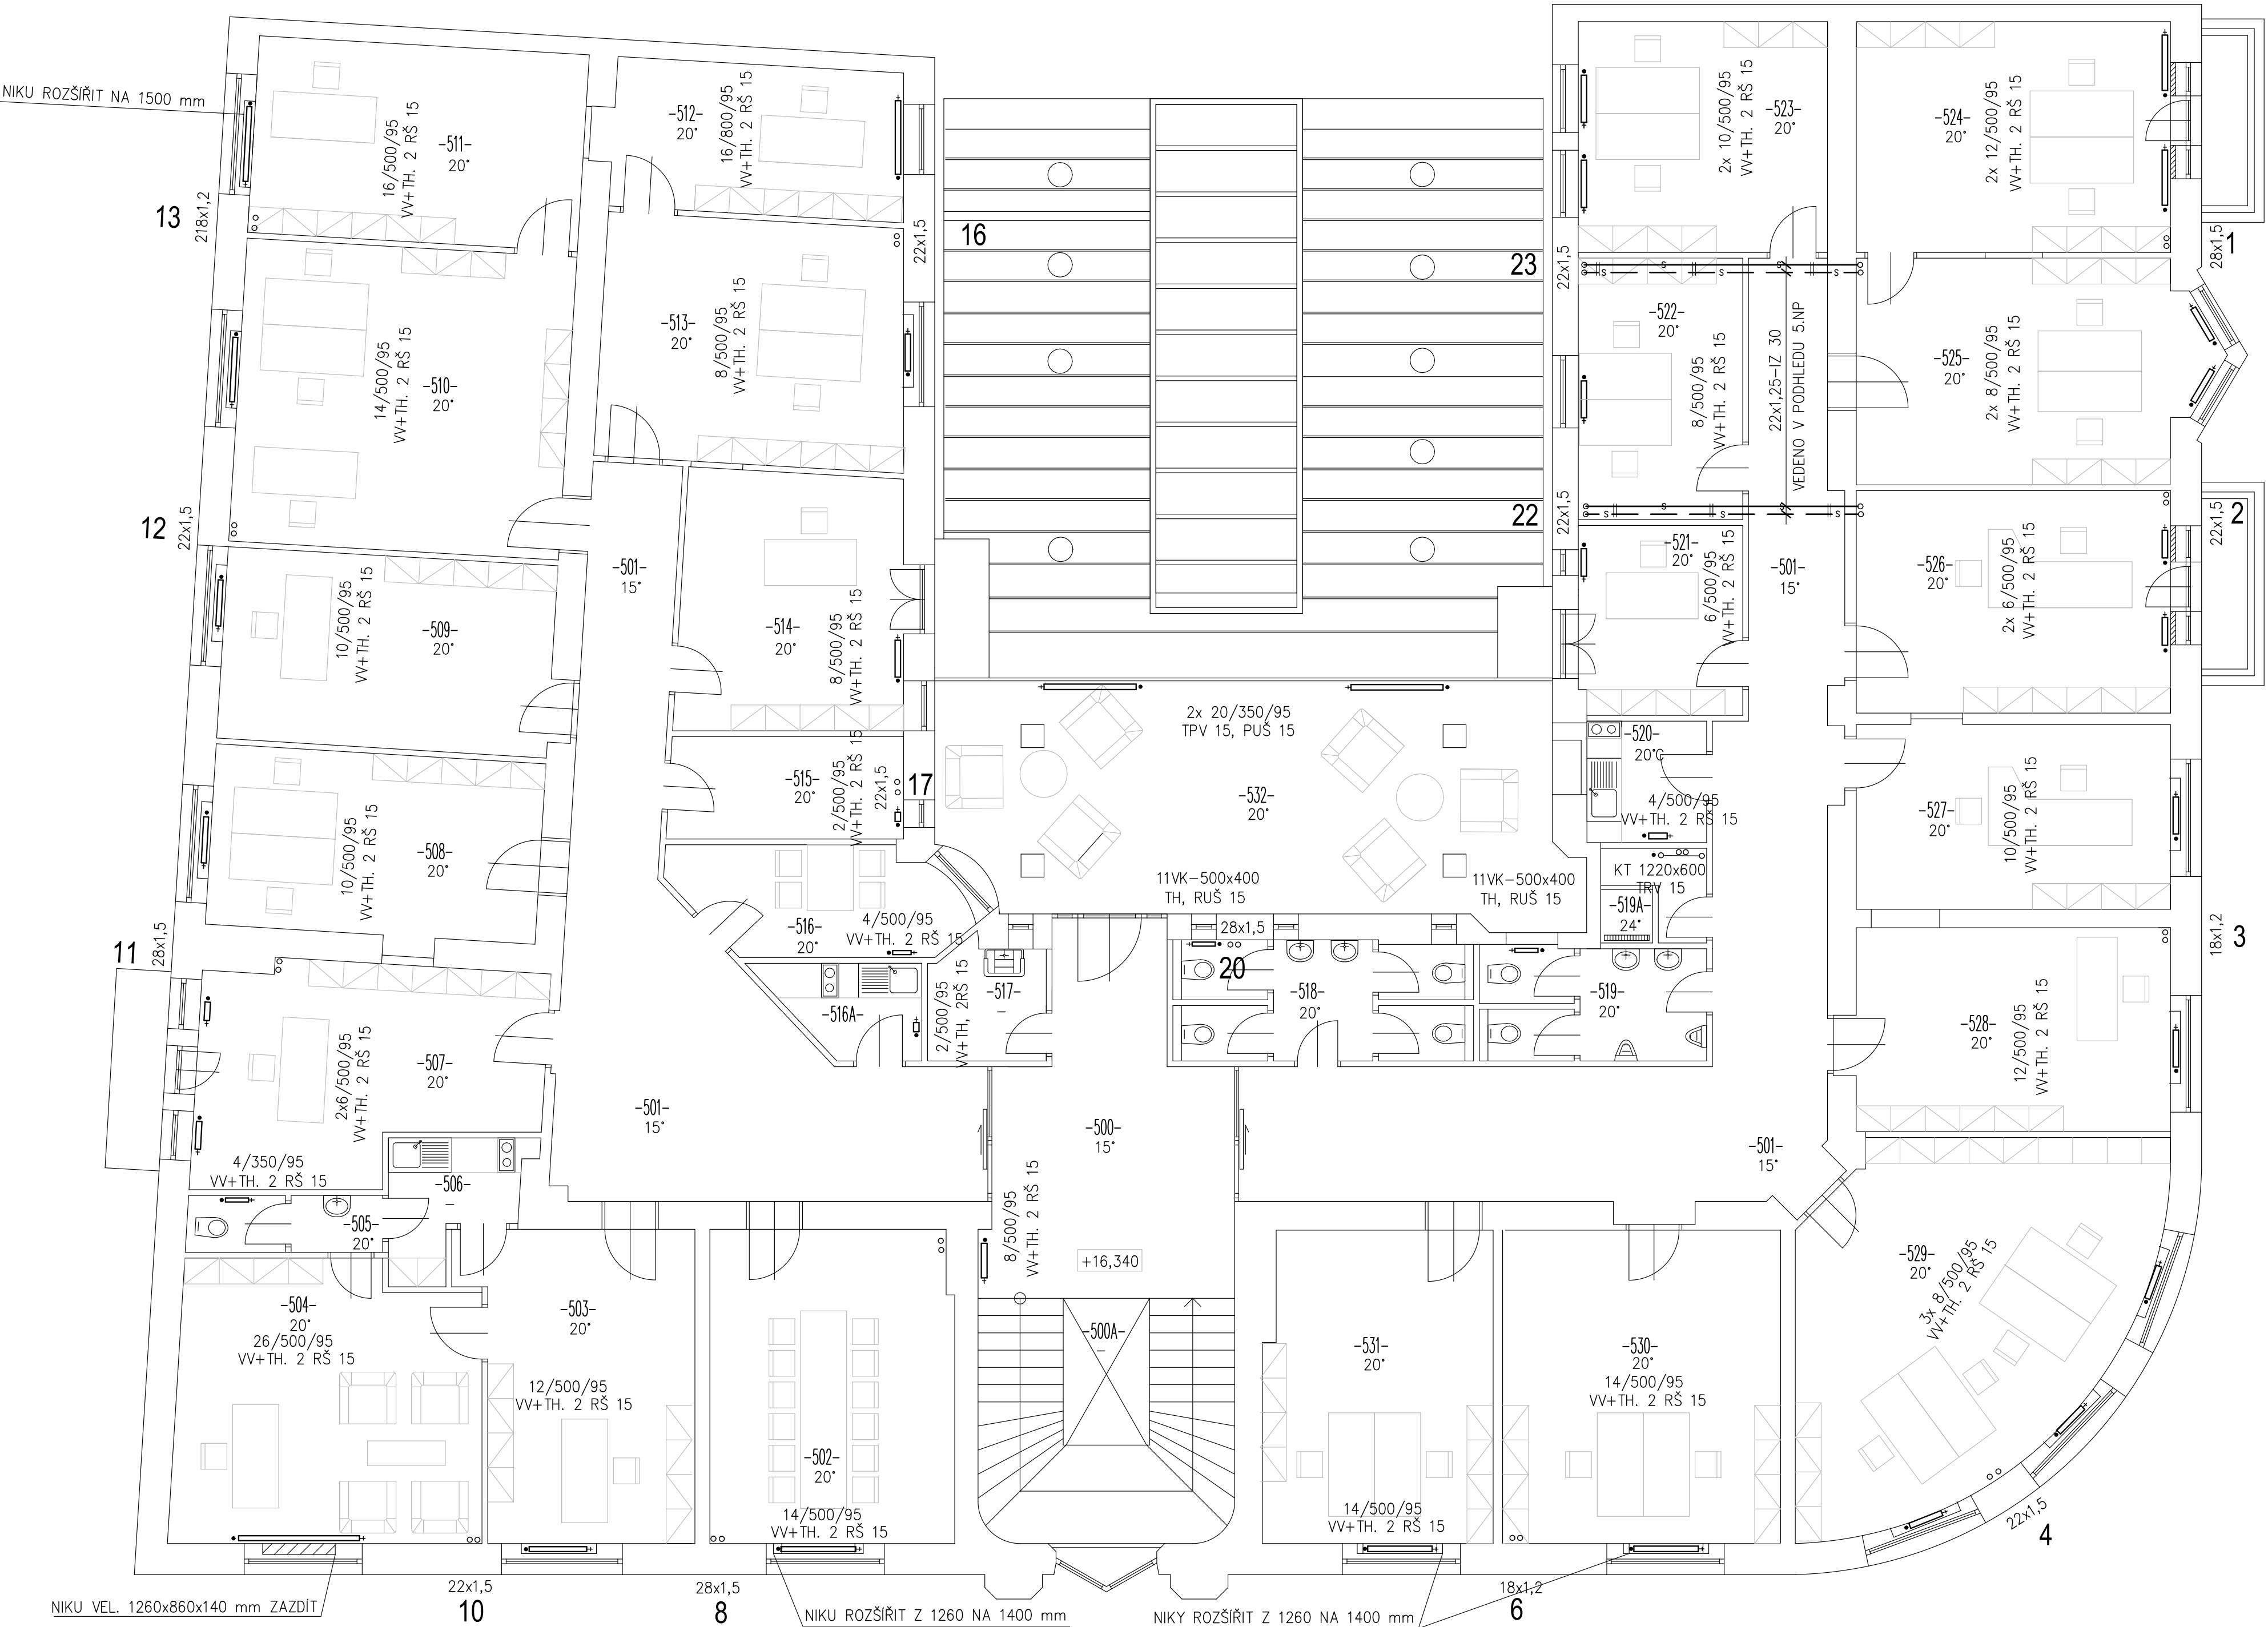 NIKU ROZŠÍŘIT NA 1500 mm
13
218x1,2
-511-
20°
16/500/95
VV+TH. 2 RŠ 15
-512-
20°
16/800/95
VV+TH. 2 RŠ 15
22x1,5
16
-510-
20°
14/500/95
VV+TH. 2 RŠ 15
-513-
20°
8/500/95
VV+TH. 2 RŠ 15
12
22x1,5
-509-
20°
10/500/95
VV+TH. 2 RŠ 15
-501-
15°
-514-
20°
8/500/95
VV+TH. 2 RŠ 15
-508-
20°
10/500/95
VV+TH. 2 RŠ 15
-515-
20°
2/500/95
VV+TH. 2 RŠ 15
22x1,5
17
11
28x1,5
-516-
20°
4/500/95
VV+TH. 2 RŠ 15
-516A-
-517-
–
2/500/95
VV+TH, 2RŠ 15
-507-
20°
2x6/500/95
VV+TH. 2 RŠ 15
-501-
15°
4/350/95
VV+TH. 2 RŠ 15
-506-
–
-505-
20°
-504-
20°
26/500/95
VV+TH. 2 RŠ 15
-503-
20°
12/500/95
VV+TH. 2 RŠ 15
-502-
20°
14/500/95
VV+TH. 2 RŠ 15
-500-
15°
8/500/95
VV+TH. 2 RŠ 15
+16,340
-500A-
–
2x 20/350/95
TPV 15, PUŠ 15
-532-
20°
11VK-500x400
TH, RUŠ 15
11VK-500x400
TH, RUŠ 15
28x1,5
20
-518-
20°
-519-
20°
-519A-
24°
KT 1220x600
TRV 15
-520-
20°C
4/500/95
VV+TH. 2 RŠ 15
-523-
20°
2x 10/500/95
VV+TH. 2 RŠ 15
23
22x1,5
s
s
s
s
s
-522-
20°
8/500/95
VV+TH. 2 RŠ 15
22x1,25-IZ 30
VEDENO V PODHLEDU 5.NP
22
22x1,5
s
s
s
-521-
20°
6/500/95
VV+TH. 2 RŠ 15
-501-
15°
-524-
20°
2x 12/500/95
VV+TH. 2 RŠ 15
1
28x1,5
-525-
20°
2x 8/500/95
VV+TH. 2 RŠ 15
2
22x1,5
-526-
20°
2x 6/500/95
VV+TH. 2 RŠ 15
-527-
20°
10/500/95
VV+TH. 2 RŠ 15
3
18x1,2
-528-
20°
12/500/95
VV+TH. 2 RŠ 15
-501-
15°
-529-
20°
3x 8/500/95
VV+TH. 2 RŠ 15
22x1,5
4
-531-
20°
14/500/95
VV+TH. 2 RŠ 15
-530-
20°
14/500/95
VV+TH. 2 RŠ 15
NIKU VEL. 1260x860x140 mm ZAZDÍT
22x1,5
10
28x1,5
8
NIKU ROZŠÍŘIT Z 1260 NA 1400 mm
NIKY ROZŠÍŘIT Z 1260 NA 1400 mm
18x1,2
6